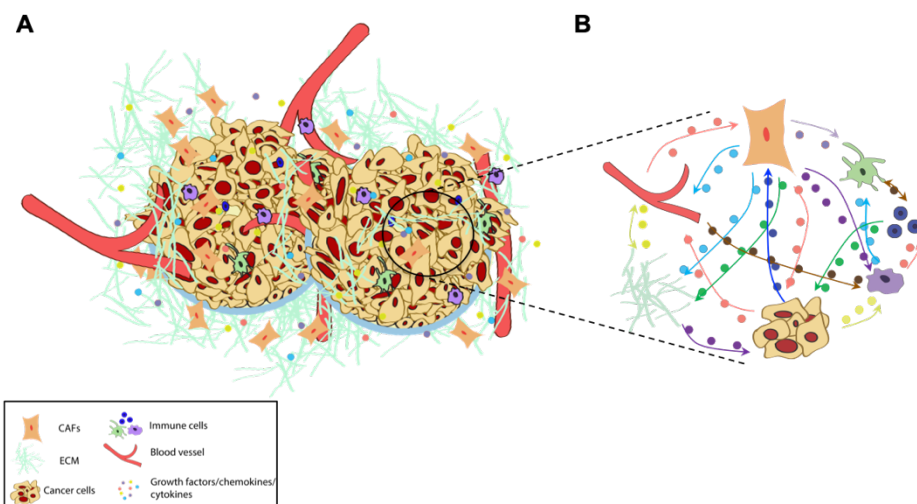 A
B
CAFs
Immune cells
ECM
Blood vessel
Cancer cells
Growth factors/chemokines/
cytokines